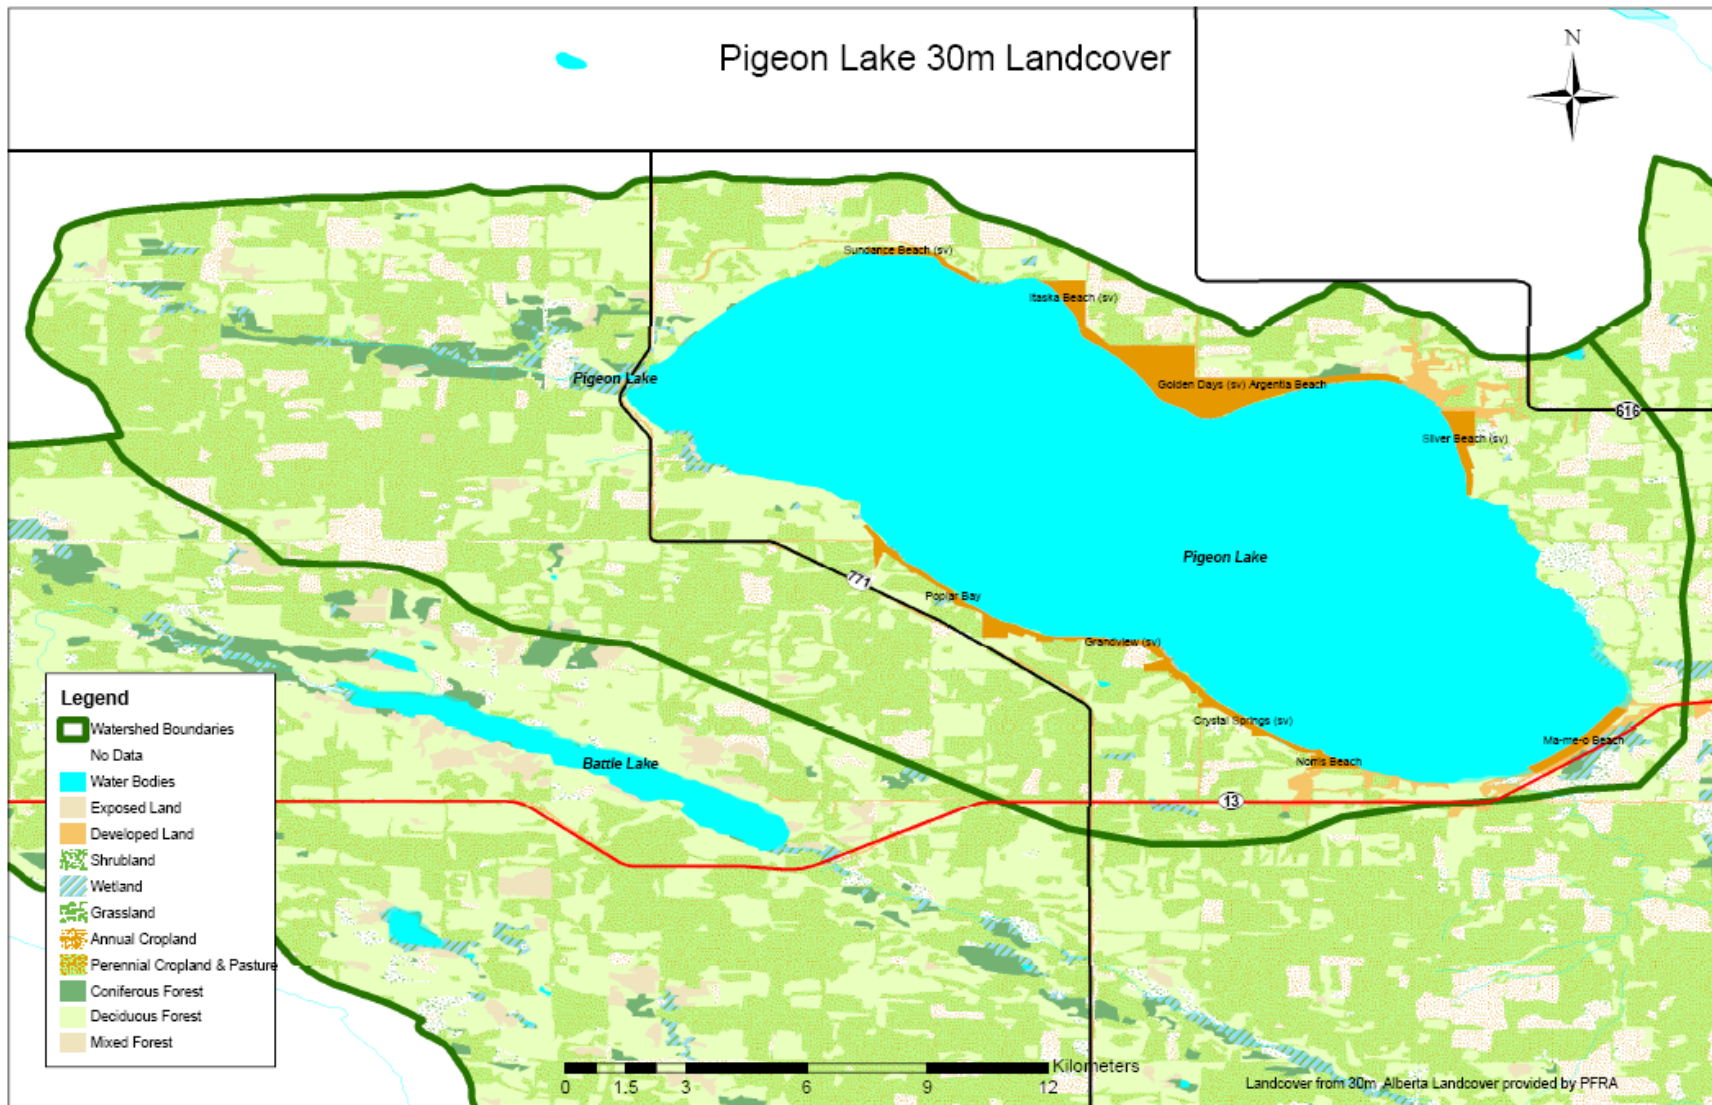 Pigeon Lake 30m Landcover
N
Sundance Beach (sv)
Itaska Beach (sv)
Pigeon Lake
Golden Days (sv) Argentia Beach
616
Silver Beach (sv)
Pigeon Lake
771
Poplar Bay
Grandview (sv)
Crystal Springs (sv)
Ma-me-o Beach
Norris Beach
Battle Lake
13
Legend
Watershed Boundaries
No Data
Water Bodies
Exposed Land
Developed Land
Shrubland
Wetland
Grassland
Annual Cropland
Perennial Cropland & Pasture
Coniferous Forest
Deciduous Forest
Mixed Forest
Kilometers
0 1.5 3 6 9 12
Landcover from 30m Alberta Landcover provided by PFRA